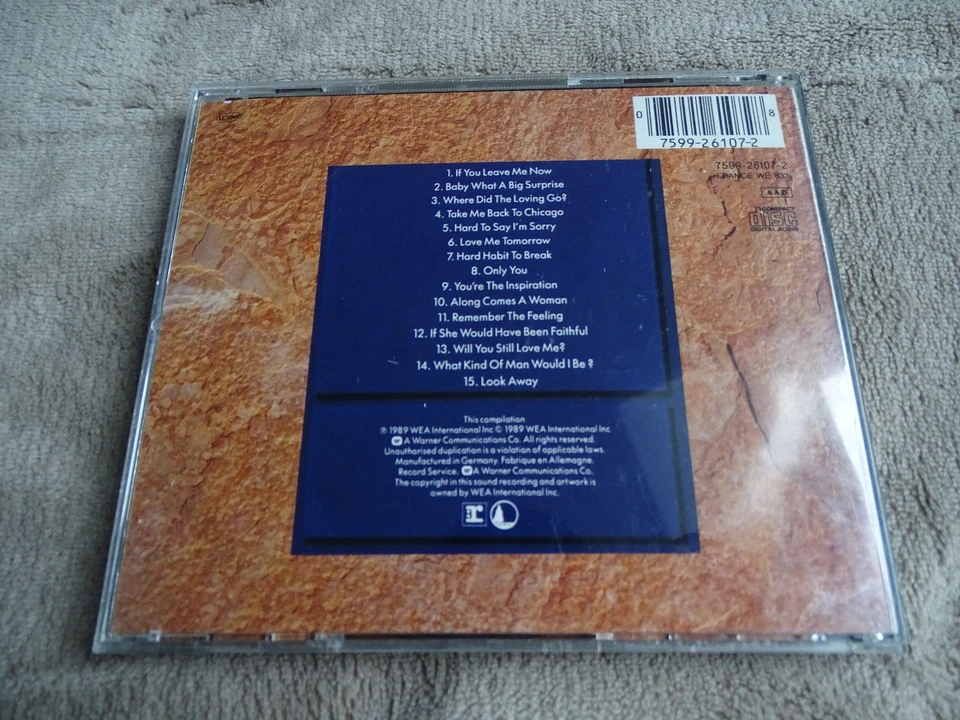 0
8
7599-26107-2
7599-26107-2
FRANCE WE 833
AAD
COMPACT
disc
DIGITAL AUDIO
1. If You Leave Me Now
2. Baby What A Big Surprise
3. Where Did The Loving Go?
4. Take Me Back To Chicago
5. Hard To Say I'm Sorry
6. Love Me Tomorrow
7. Hard Habit To Break
8. Only You
9. You're The Inspiration
10. Along Comes A Woman
11. Remember The Feeling
12. If She Would Have Been Faithful
13. Will You Still Love Me?
14. What Kind Of Man Would I Be ?
15. Look Away
This compilation
℗ 1989 WEA International Inc © 1989 WEA International Inc
A Warner Communications Co. All rights reserved.
Unauthorised duplication is a violation of applicable laws.
Manufactured in Germany. Fabrique en Allemagne.
Record Service. A Warner Communications Co.
The copyright in this sound recording and artwork is
owned by WEA International Inc.
r